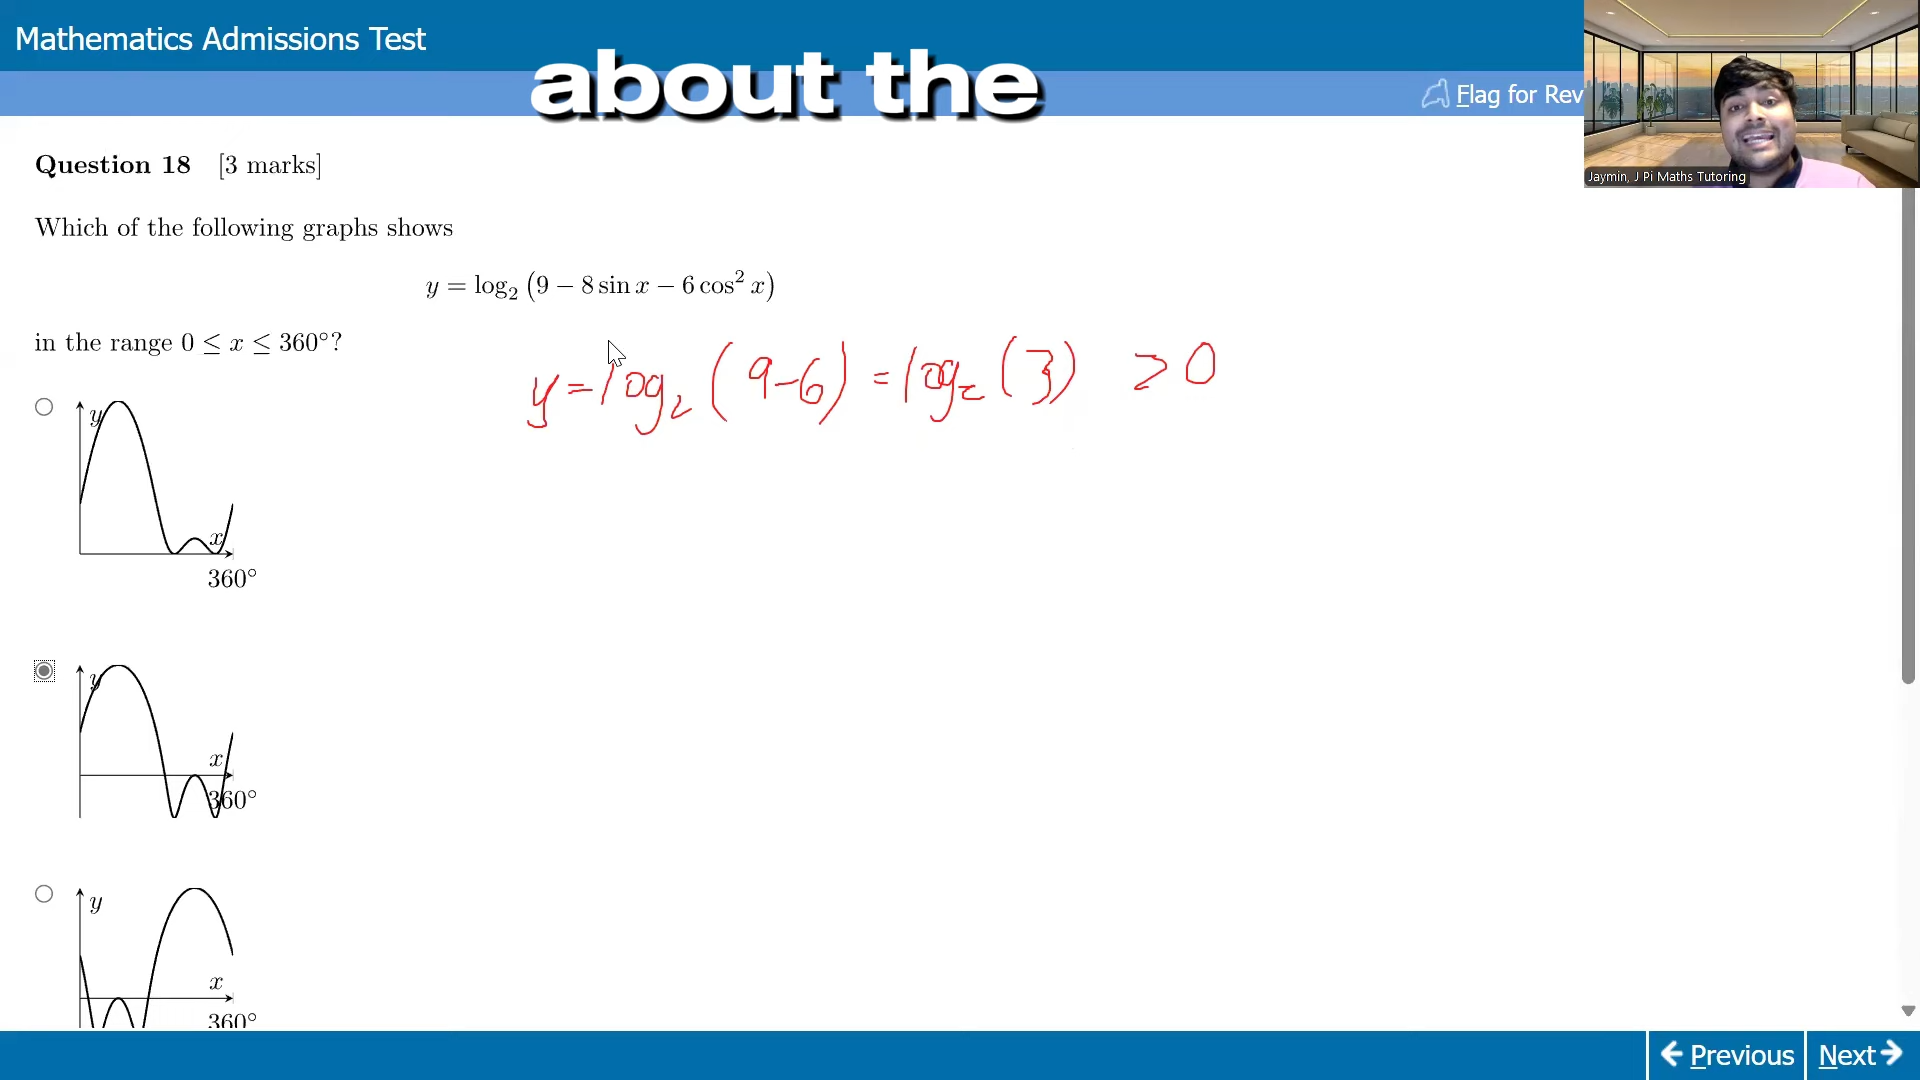 Mathematics Admissions Test
about the
Flag for Rev
Jaymin, J Pi Maths Tutoring
Question 18 [3 marks]
Which of the following graphs shows
y = log₂ (9 − 8 sin x − 6 cos² x)
in the range 0 ≤ x ≤ 360°?
y = log₂ (9-6) = log₂ (3) > 0
y
x
360°
y
x
360°
y
x
360°
Previous
Next